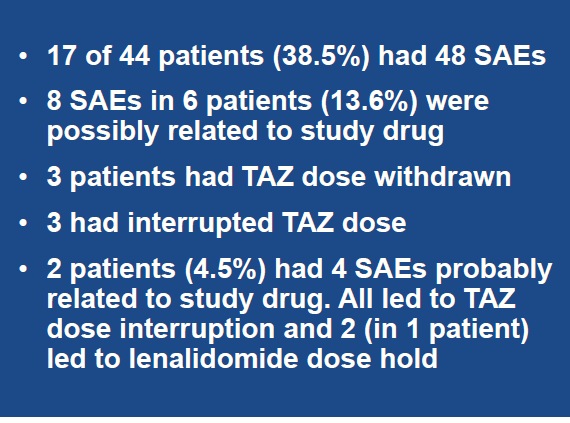 • 17 of 44 patients (38.5%) had 48 SAEs
• 8 SAEs in 6 patients (13.6%) were
possibly related to study drug
• 3 patients had TAZ dose withdrawn
• 3 had interrupted TAZ dose
• 2 patients (4.5%) had 4 SAEs probably
related to study drug. All led to TAZ
dose interruption and 2 (in 1 patient)
led to lenalidomide dose hold